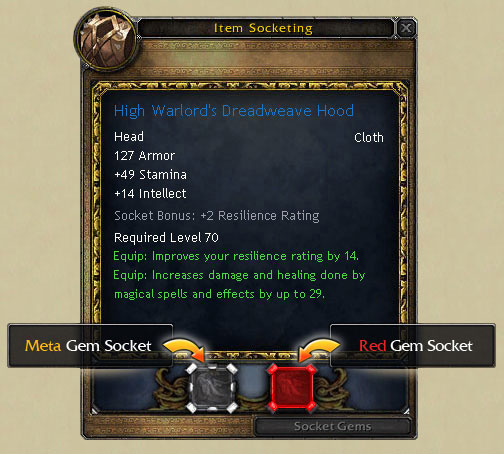 Item Socketing
High Warlord's Dreadweave Hood
Head Cloth
127 Armor
+49 Stamina
+14 Intellect
Socket Bonus: +2 Resilience Rating
Required Level 70
Equip: Improves your resilience rating by 14.
Equip: Increases damage and healing done by
magical spells and effects by up to 29.
Meta Gem Socket
Red Gem Socket
Socket Gems